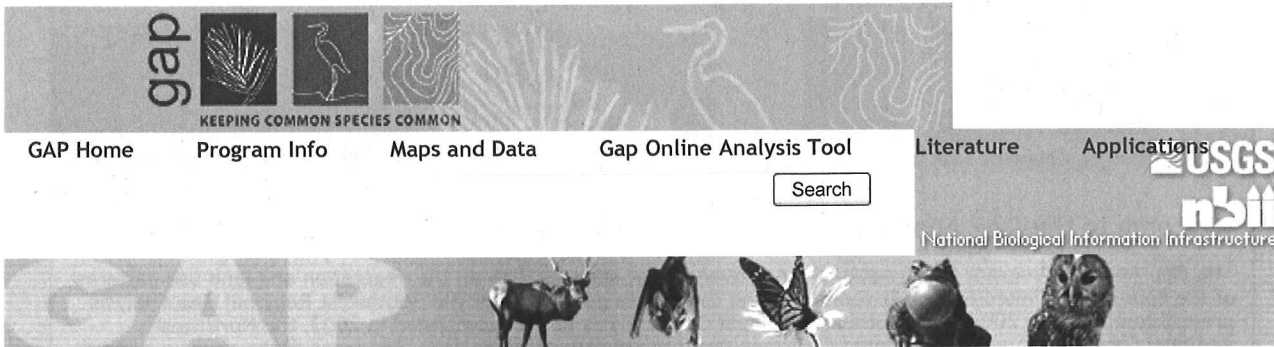 gap
KEEPING COMMON SPECIES COMMON
GAP Home Program Info Maps and Data Gap Online Analysis Tool Literature Applications
USGS
Search
nbii
National Biological Information Infrastructure
GAP